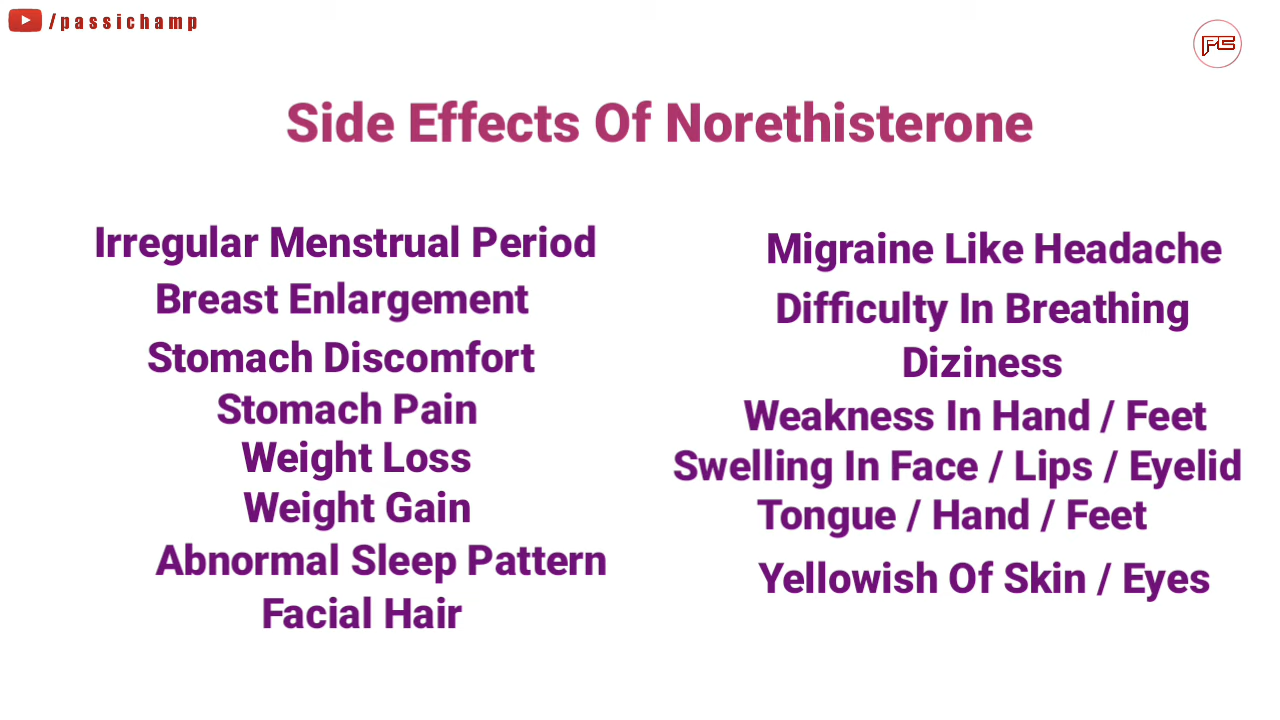 /passichamp
PC
Side Effects Of Norethisterone
Irregular Menstrual Period
Breast Enlargement
Stomach Discomfort
Stomach Pain
Weight Loss
Weight Gain
Abnormal Sleep Pattern
Facial Hair
Migraine Like Headache
Difficulty In Breathing
Diziness
Weakness In Hand / Feet
Swelling In Face / Lips / Eyelid
Tongue / Hand / Feet
Yellowish Of Skin / Eyes